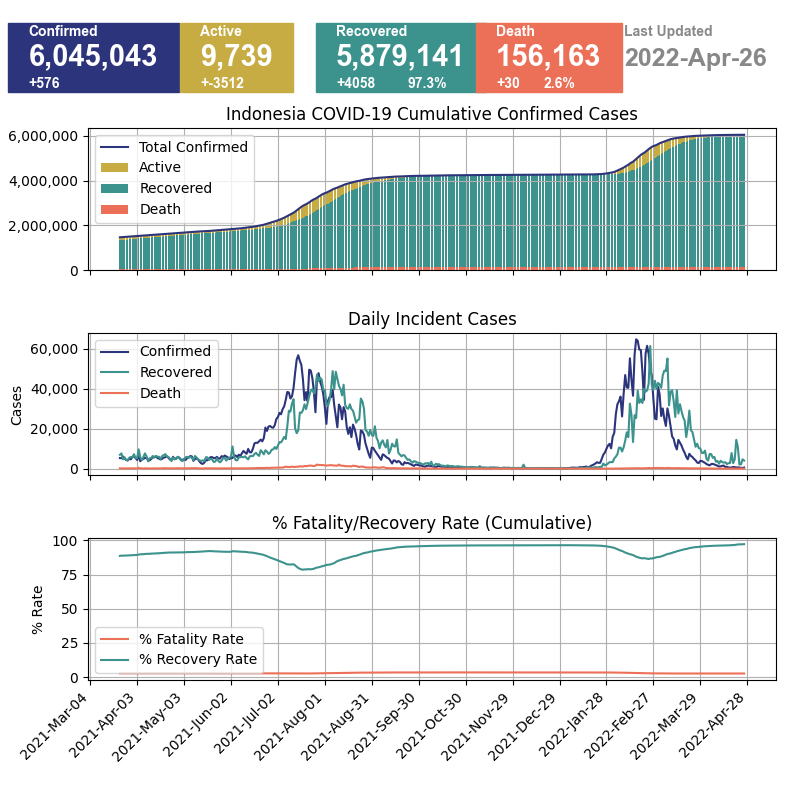 Confirmed
6,045,043
+576
Active
9,739
+-3512
Recovered
5,879,141
+4058 97.3%
Death
156,163
+30 2.6%
Last Updated
2022-Apr-26
Indonesia COVID-19 Cumulative Confirmed Cases
6,000,000
4,000,000
2,000,000
0
Total Confirmed
Active
Recovered
Death
Daily Incident Cases
Cases
60,000
40,000
20,000
0
Confirmed
Recovered
Death
% Fatality/Recovery Rate (Cumulative)
% Rate
100
75
50
25
0
% Fatality Rate
% Recovery Rate
2021-Mar-04
2021-Apr-03
2021-May-03
2021-Jun-02
2021-Jul-02
2021-Aug-01
2021-Aug-31
2021-Sep-30
2021-Oct-30
2021-Nov-29
2021-Dec-29
2022-Jan-28
2022-Feb-27
2022-Mar-29
2022-Apr-28